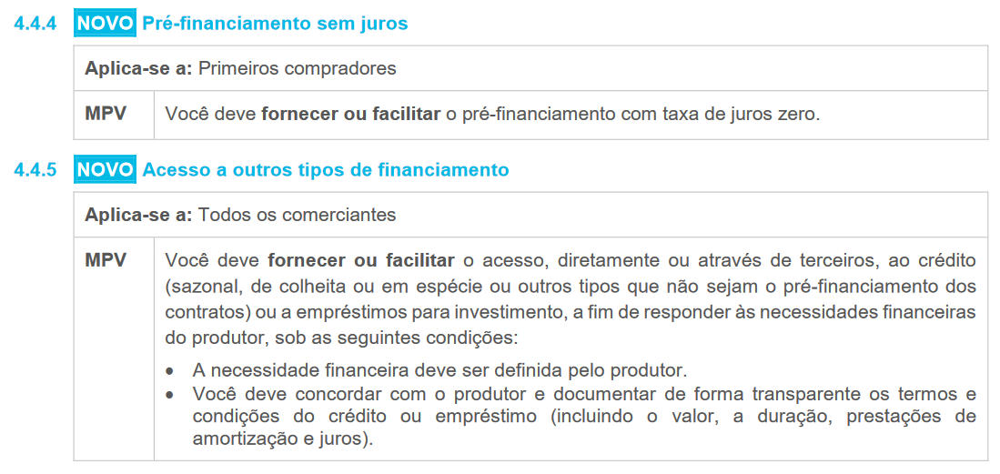 4.4.4 NOVO Pré-financiamento sem juros
Aplica-se a: Primeiros compradores
MPV Você deve fornecer ou facilitar o pré-financiamento com taxa de juros zero.
4.4.5 NOVO Acesso a outros tipos de financiamento
Aplica-se a: Todos os comerciantes
MPV Você deve fornecer ou facilitar o acesso, diretamente ou através de terceiros, ao crédito
(sazonal, de colheita ou em espécie ou outros tipos que não sejam o pré-financiamento dos
contratos) ou a empréstimos para investimento, a fim de responder às necessidades financeiras
do produtor, sob as seguintes condições:
• A necessidade financeira deve ser definida pelo produtor.
• Você deve concordar com o produtor e documentar de forma transparente os termos e
condições do crédito ou empréstimo (incluindo o valor, a duração, prestações de
amortização e juros).